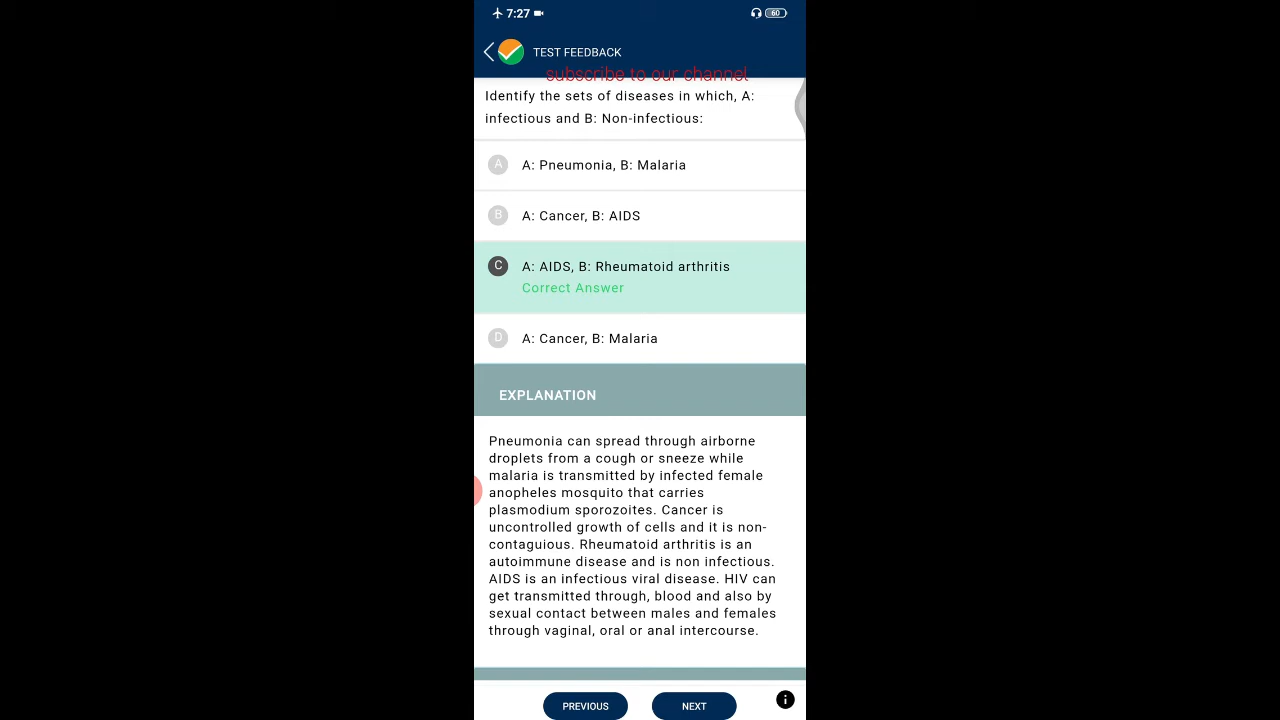 7:27
60
TEST FEEDBACK
subscribe to our channel
Identify the sets of diseases in which, A:
infectious and B: Non-infectious:
A
A: Pneumonia, B: Malaria
B
A: Cancer, B: AIDS
C
A: AIDS, B: Rheumatoid arthritis
Correct Answer
D
A: Cancer, B: Malaria
EXPLANATION
Pneumonia can spread through airborne
droplets from a cough or sneeze while
malaria is transmitted by infected female
anopheles mosquito that carries
plasmodium sporozoites. Cancer is
uncontrolled growth of cells and it is non-
contaguious. Rheumatoid arthritis is an
autoimmune disease and is non infectious.
AIDS is an infectious viral disease. HIV can
get transmitted through, blood and also by
sexual contact between males and females
through vaginal, oral or anal intercourse.
PREVIOUS
NEXT
i